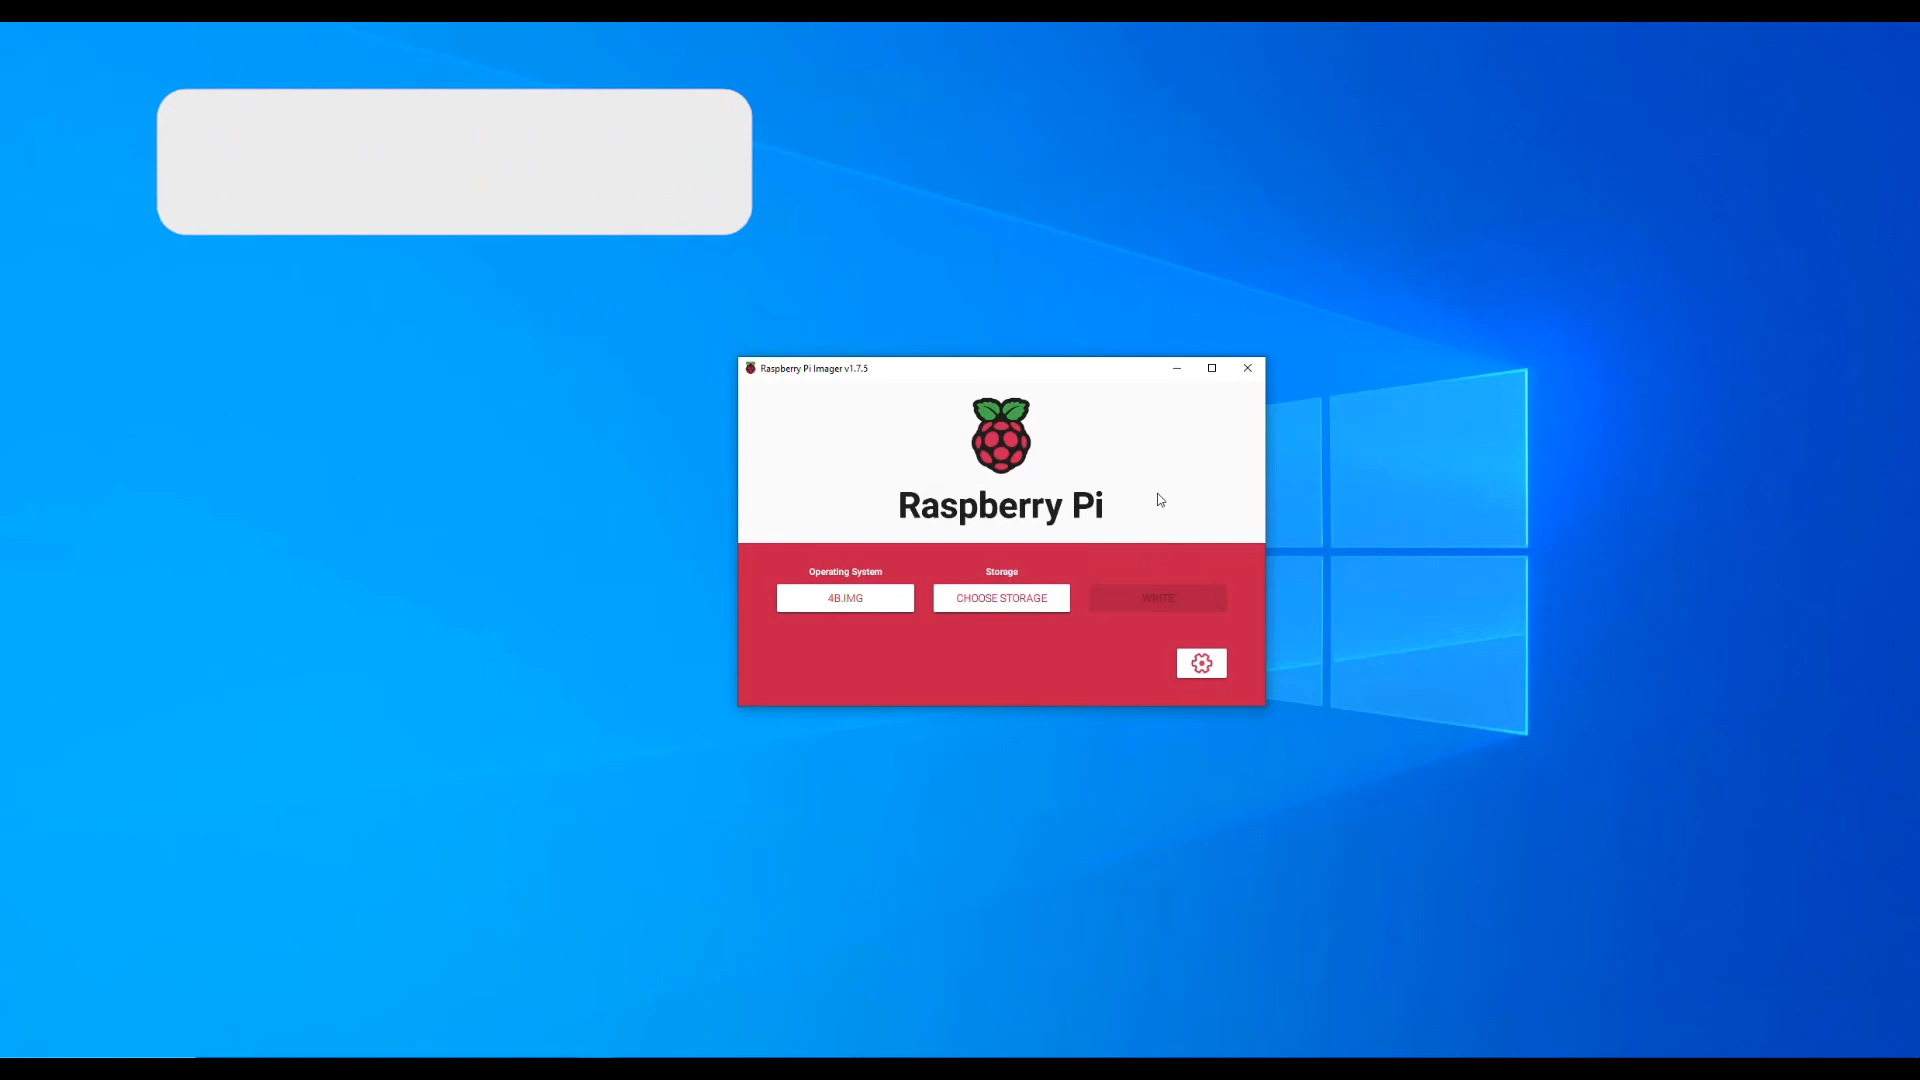 Raspberry Pi Imager v1.7.5
Raspberry Pi
Operating System
Storage
4B.IMG
CHOOSE STORAGE
WRITE